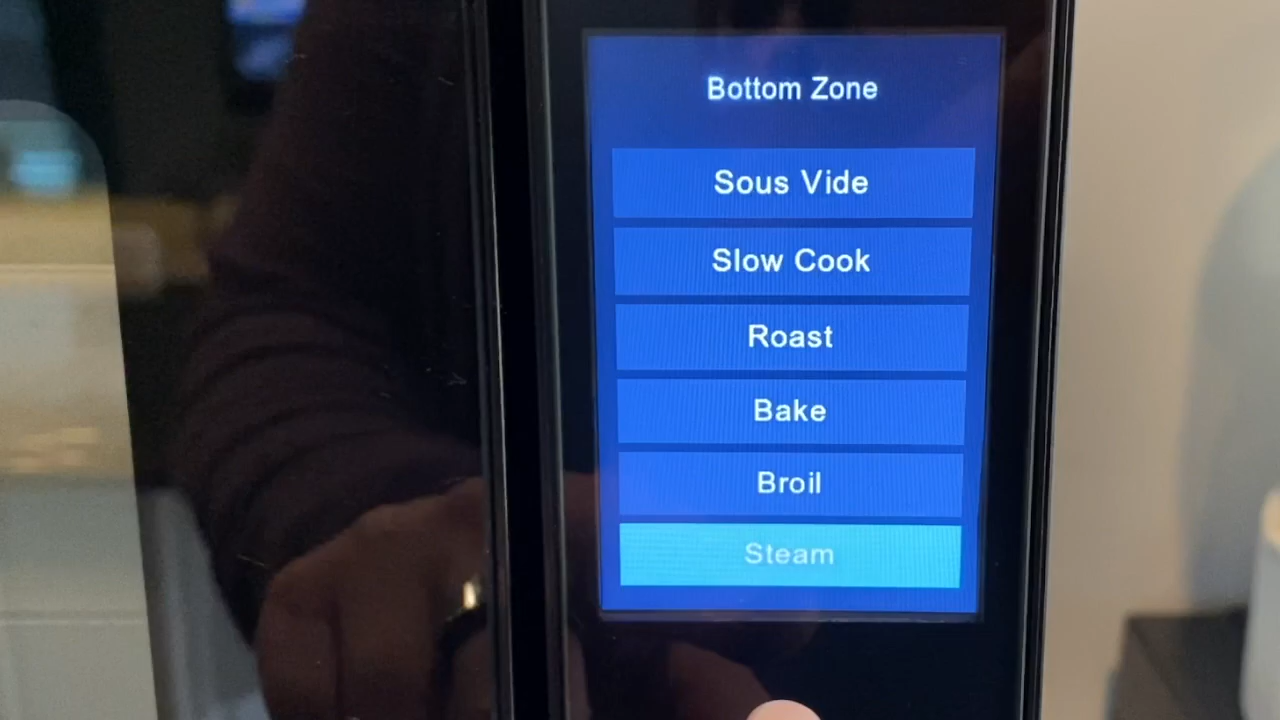 Bottom Zone
Sous Vide
Slow Cook
Roast
Bake
Broil
Steam